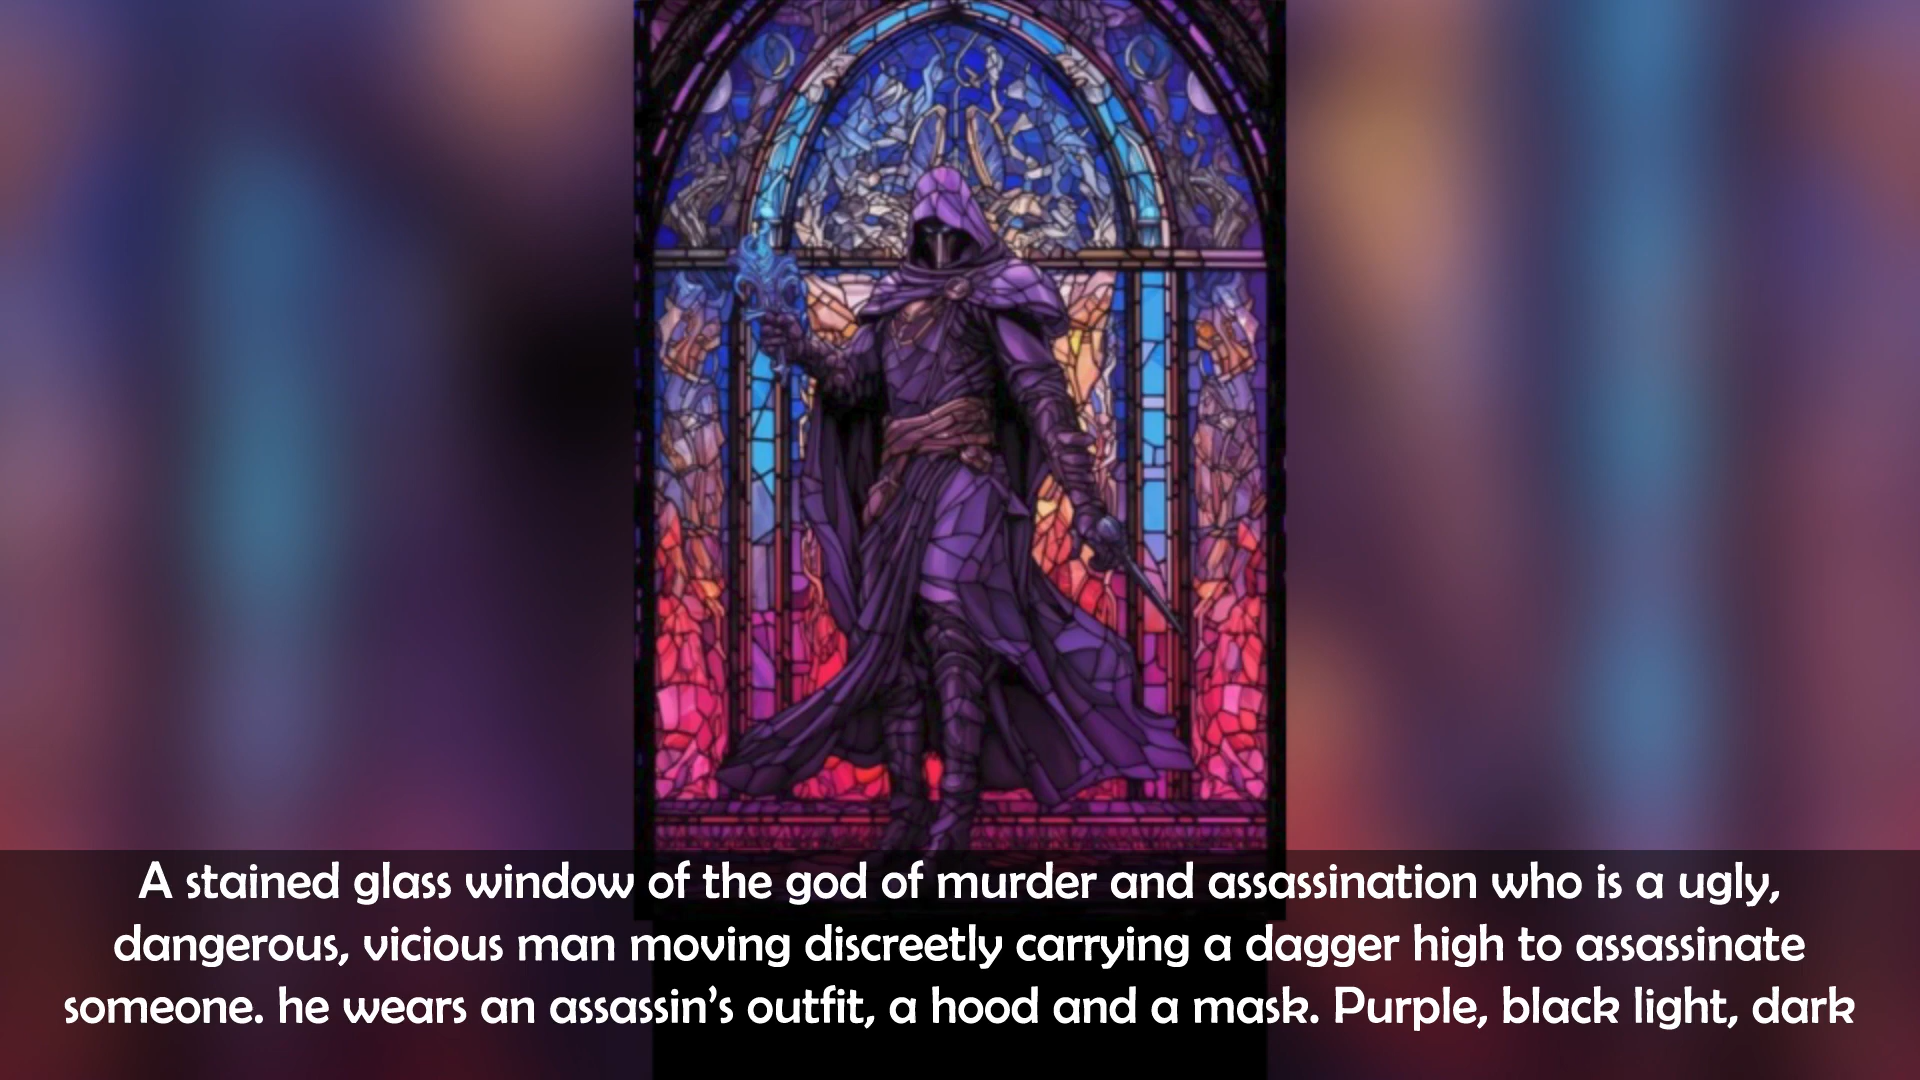 A stained glass window of the god of murder and assassination who is a ugly,
dangerous, vicious man moving discreetly carrying a dagger high to assassinate
someone. he wears an assassin’s outfit, a hood and a mask. Purple, black light, dark